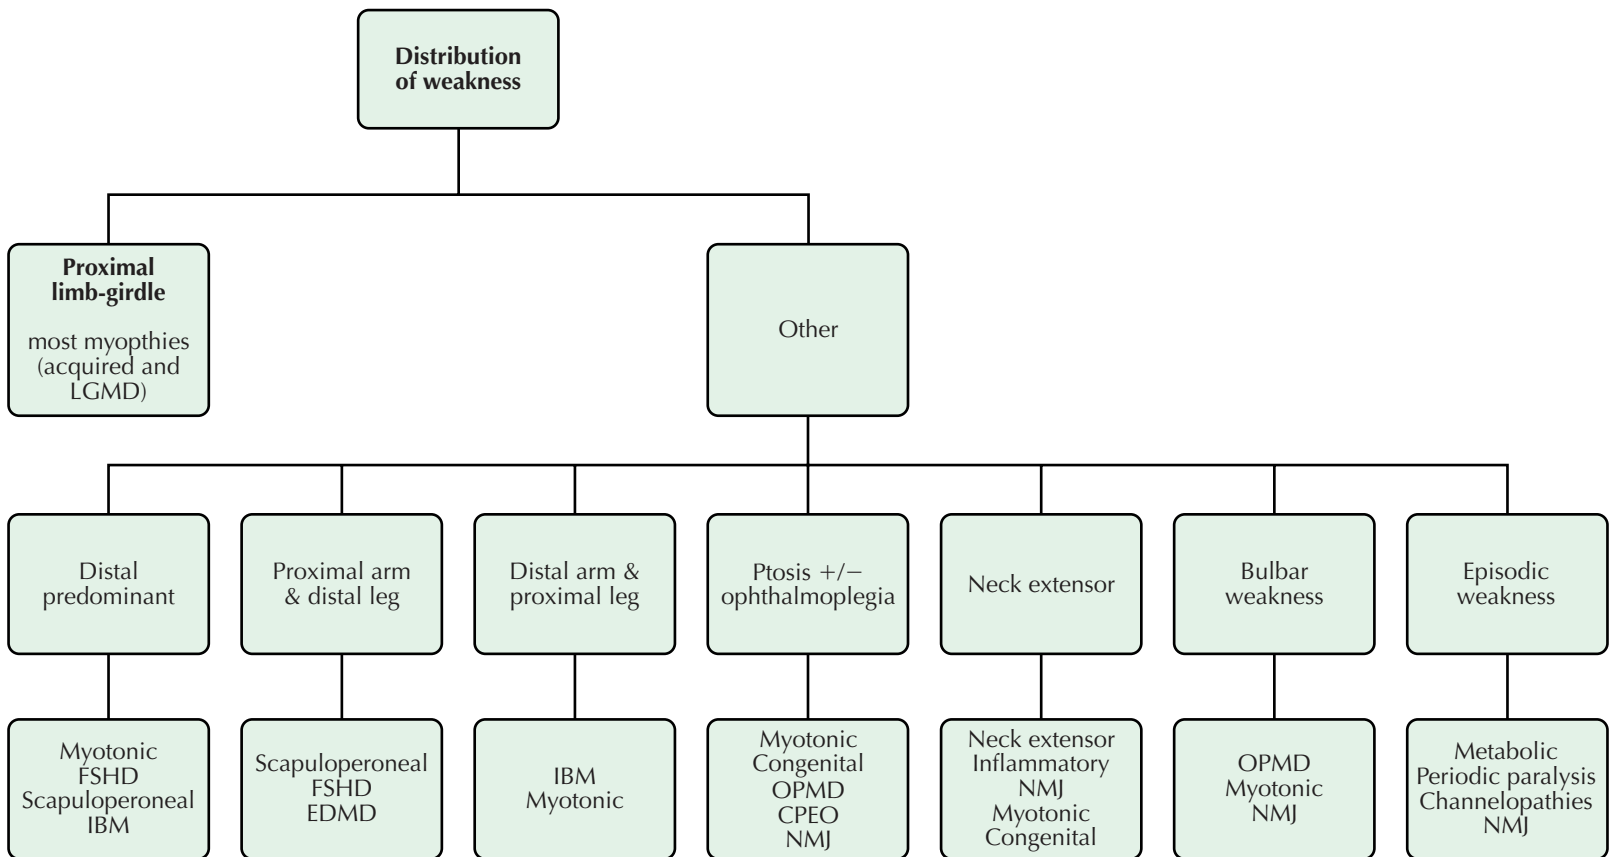 Distribution
of weakness
Proximal
limb-girdle
most myopthies
(acquired and
LGMD)
Other
Distal
predominant
Proximal arm
& distal leg
Distal arm &
proximal leg
Ptosis +/−
ophthalmoplegia
Neck extensor
Bulbar
weakness
Episodic
weakness
Myotonic
FSHD
Scapuloperoneal
IBM
Scapuloperoneal
FSHD
EDMD
IBM
Myotonic
Myotonic
Congenital
OPMD
CPEO
NMJ
Neck extensor
Inflammatory
NMJ
Myotonic
Congenital
OPMD
Myotonic
NMJ
Metabolic
Periodic paralysis
Channelopathies
NMJ